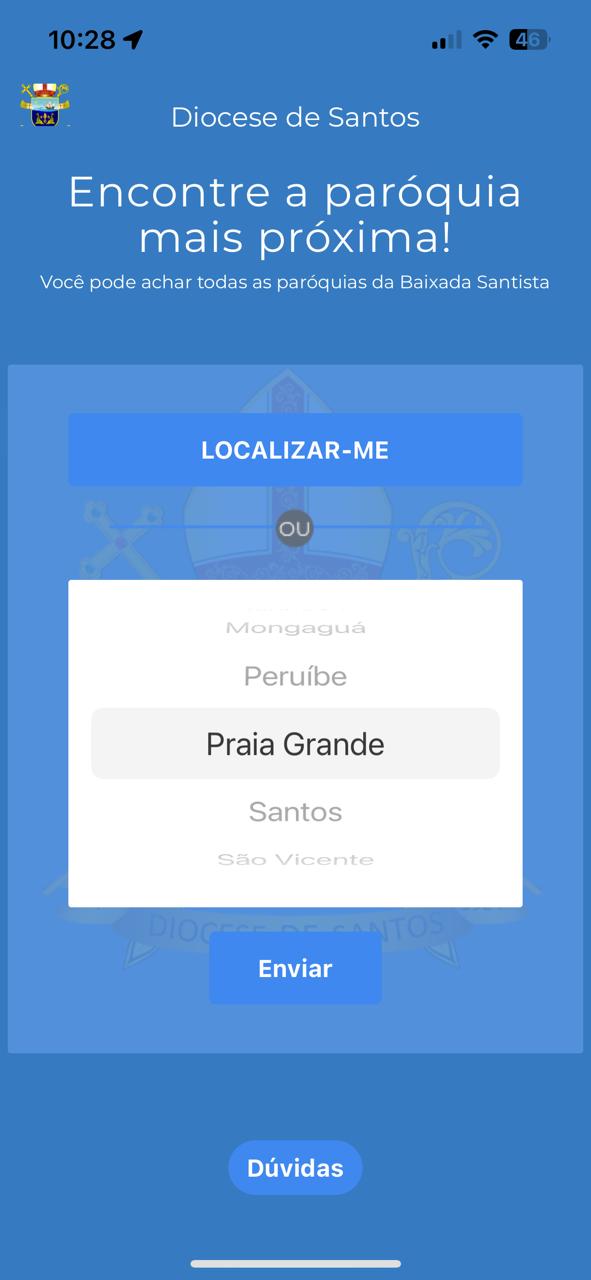 10:28
46
Diocese de Santos
Encontre a paróquia
mais próxima!
Você pode achar todas as paróquias da Baixada Santista
LOCALIZAR-ME
OU
Mongaguá
Peruíbe
Praia Grande
Santos
São Vicente
DIOCESE DE SANTOS
Enviar
Dúvidas